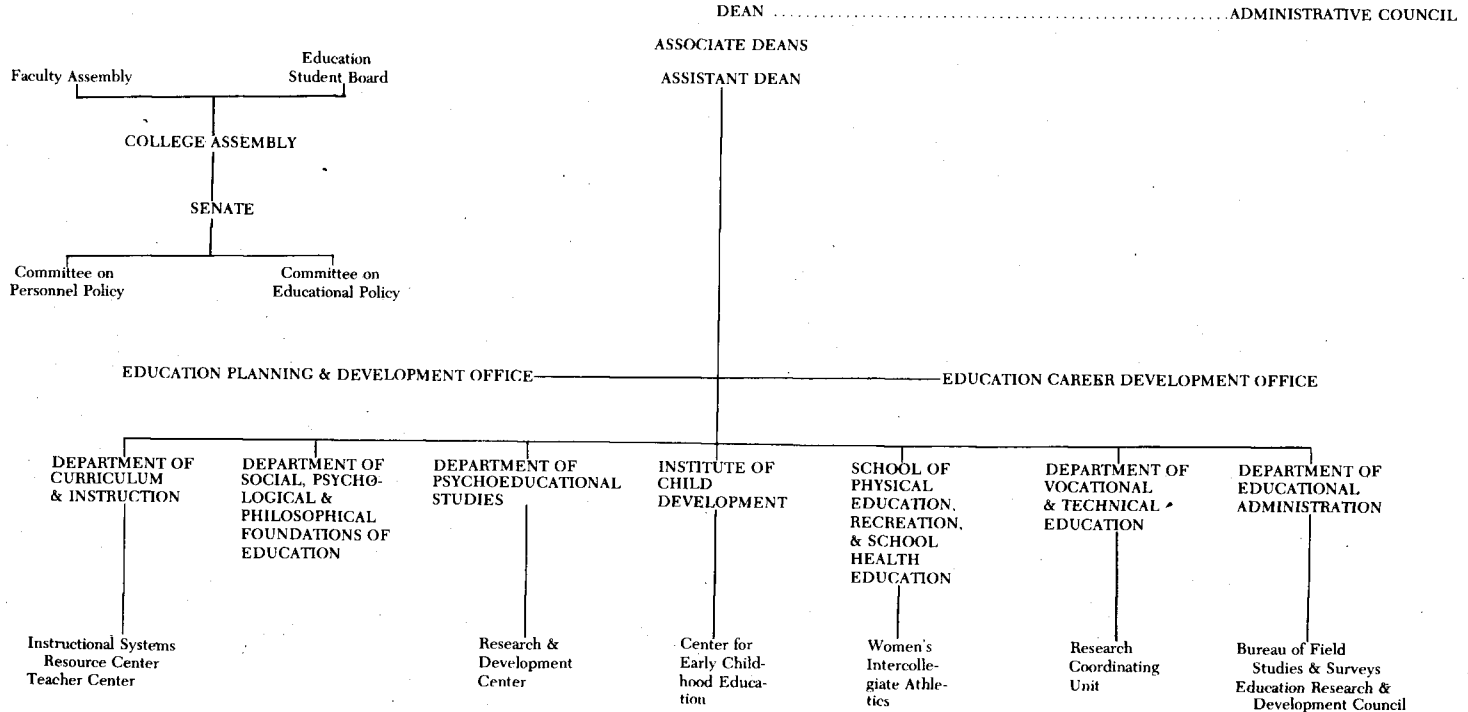 DEAN ........................................................... ADMINISTRATIVE COUNCIL
ASSOCIATE DEANS
ASSISTANT DEAN
Faculty Assembly
Education
Student Board
COLLEGE ASSEMBLY
SENATE
Committee on
Personnel Policy
Committee on
Educational Policy
EDUCATION PLANNING & DEVELOPMENT OFFICE
EDUCATION CAREER DEVELOPMENT OFFICE
DEPARTMENT OF
CURRICULUM
& INSTRUCTION
DEPARTMENT OF
SOCIAL, PSYCHO-
LOGICAL &
PHILOSOPHICAL
FOUNDATIONS OF
EDUCATION
DEPARTMENT OF
PSYCHOEDUCATIONAL
STUDIES
INSTITUTE OF
CHILD
DEVELOPMENT
SCHOOL OF
PHYSICAL
EDUCATION,
RECREATION,
& SCHOOL
HEALTH
EDUCATION
DEPARTMENT OF
VOCATIONAL
& TECHNICAL
EDUCATION
DEPARTMENT OF
EDUCATIONAL
ADMINISTRATION
Instructional Systems
Resource Center
Teacher Center
Research &
Development
Center
Center for
Early Child-
hood Educa-
tion
Women's
Intercolle-
giate Athle-
tics
Research
Coordinating
Unit
Bureau of Field
Studies & Surveys
Education Research &
Development Council